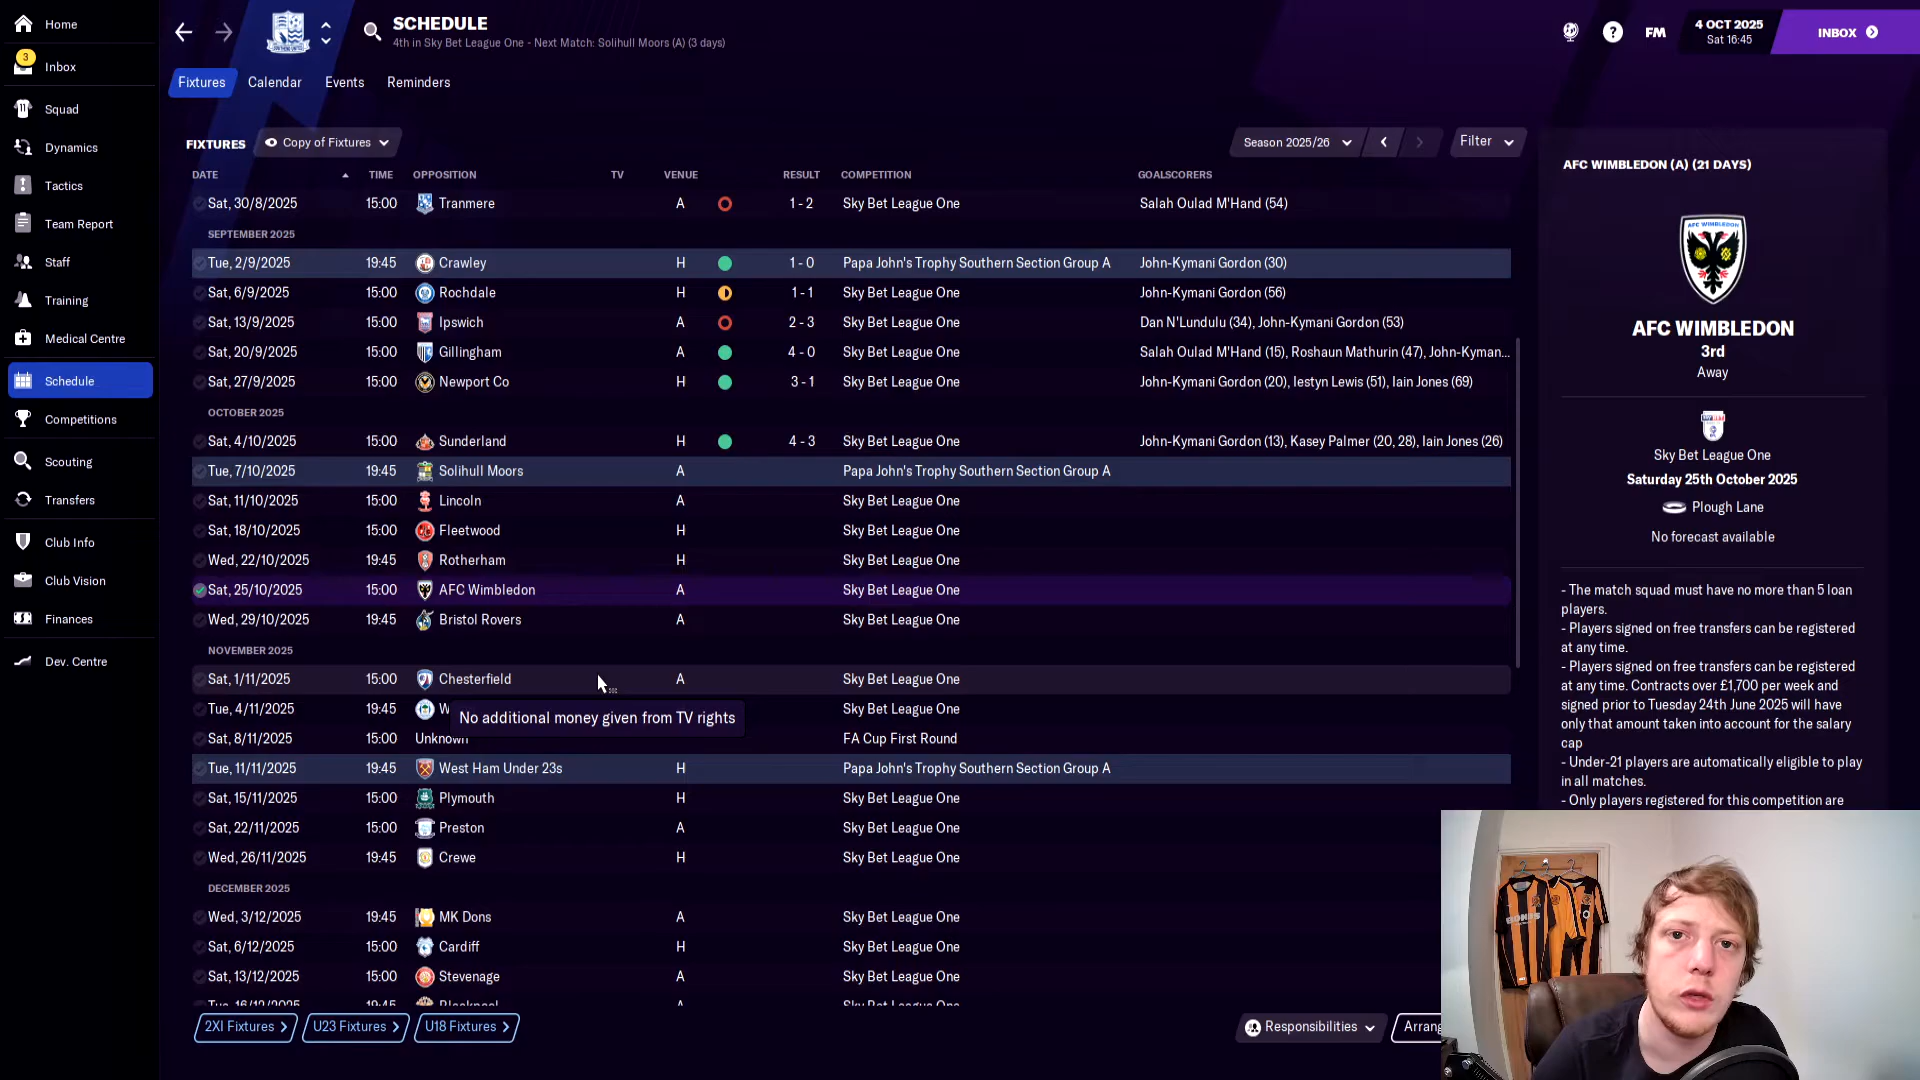 Home
3
Inbox
Squad
Dynamics
Tactics
Team Report
Staff
Training
Medical Centre
Schedule
Competitions
Scouting
Transfers
Club Info
Club Vision
Finances
Dev. Centre
SCHEDULE
4th in Sky Bet League One - Next Match: Solihull Moors (A) (3 days)
FM
4 OCT 2025
Sat 16:45
INBOX
Fixtures Calendar Events Reminders
FIXTURES Copy of Fixtures Season 2025/26 Filter
DATE TIME OPPOSITION TV VENUE RESULT COMPETITION GOALSCORERS
Sat, 30/8/2025 15:00 Tranmere A 1 - 2 Sky Bet League One Salah Oulad M'Hand (54)
SEPTEMBER 2025
Tue, 2/9/2025 19:45 Crawley H 1 - 0 Papa John's Trophy Southern Section Group A John-Kymani Gordon (30)
Sat, 6/9/2025 15:00 Rochdale H 1 - 1 Sky Bet League One John-Kymani Gordon (56)
Sat, 13/9/2025 15:00 Ipswich A 2 - 3 Sky Bet League One Dan N'Lundulu (34), John-Kymani Gordon (53)
Sat, 20/9/2025 15:00 Gillingham A 4 - 0 Sky Bet League One Salah Oulad M'Hand (15), Roshaun Mathurin (47), John-Kyman...
Sat, 27/9/2025 15:00 Newport Co H 3 - 1 Sky Bet League One John-Kymani Gordon (20), Iestyn Lewis (51), Iain Jones (69)
OCTOBER 2025
Sat, 4/10/2025 15:00 Sunderland H 4 - 3 Sky Bet League One John-Kymani Gordon (13), Kasey Palmer (20, 28), Iain Jones (26)
Tue, 7/10/2025 19:45 Solihull Moors A Papa John's Trophy Southern Section Group A
Sat, 11/10/2025 15:00 Lincoln A Sky Bet League One
Sat, 18/10/2025 15:00 Fleetwood H Sky Bet League One
Wed, 22/10/2025 19:45 Rotherham H Sky Bet League One
Sat, 25/10/2025 15:00 AFC Wimbledon A Sky Bet League One
Wed, 29/10/2025 19:45 Bristol Rovers A Sky Bet League One
NOVEMBER 2025
Sat, 1/11/2025 15:00 Chesterfield A Sky Bet League One
Tue, 4/11/2025 19:45 W Sky Bet League One
No additional money given from TV rights
Sat, 8/11/2025 15:00 Unknown FA Cup First Round
Tue, 11/11/2025 19:45 West Ham Under 23s H Papa John's Trophy Southern Section Group A
Sat, 15/11/2025 15:00 Plymouth H Sky Bet League One
Sat, 22/11/2025 15:00 Preston A Sky Bet League One
Wed, 26/11/2025 19:45 Crewe H Sky Bet League One
DECEMBER 2025
Wed, 3/12/2025 19:45 MK Dons A Sky Bet League One
Sat, 6/12/2025 15:00 Cardiff H Sky Bet League One
Sat, 13/12/2025 15:00 Stevenage A Sky Bet League One
Tue, 16/12/2025 19:45 Blackpool A Sky Bet League One
2XI Fixtures U23 Fixtures U18 Fixtures Responsibilities Arrang
AFC WIMBLEDON (A) (21 DAYS)
AFC WIMBLEDON
AFC WIMBLEDON
3rd
Away
Sky Bet League One
Saturday 25th October 2025
Plough Lane
No forecast available
- The match squad must have no more than 5 loan
players.
- Players signed on free transfers can be registered
at any time.
- Players signed on free transfers can be registered
at any time. Contracts over £1,700 per week and
signed prior to Tuesday 24th June 2025 will have
only that amount taken into account for the salary
cap
- Under-21 players are automatically eligible to play
in all matches.
- Only players registered for this competition are